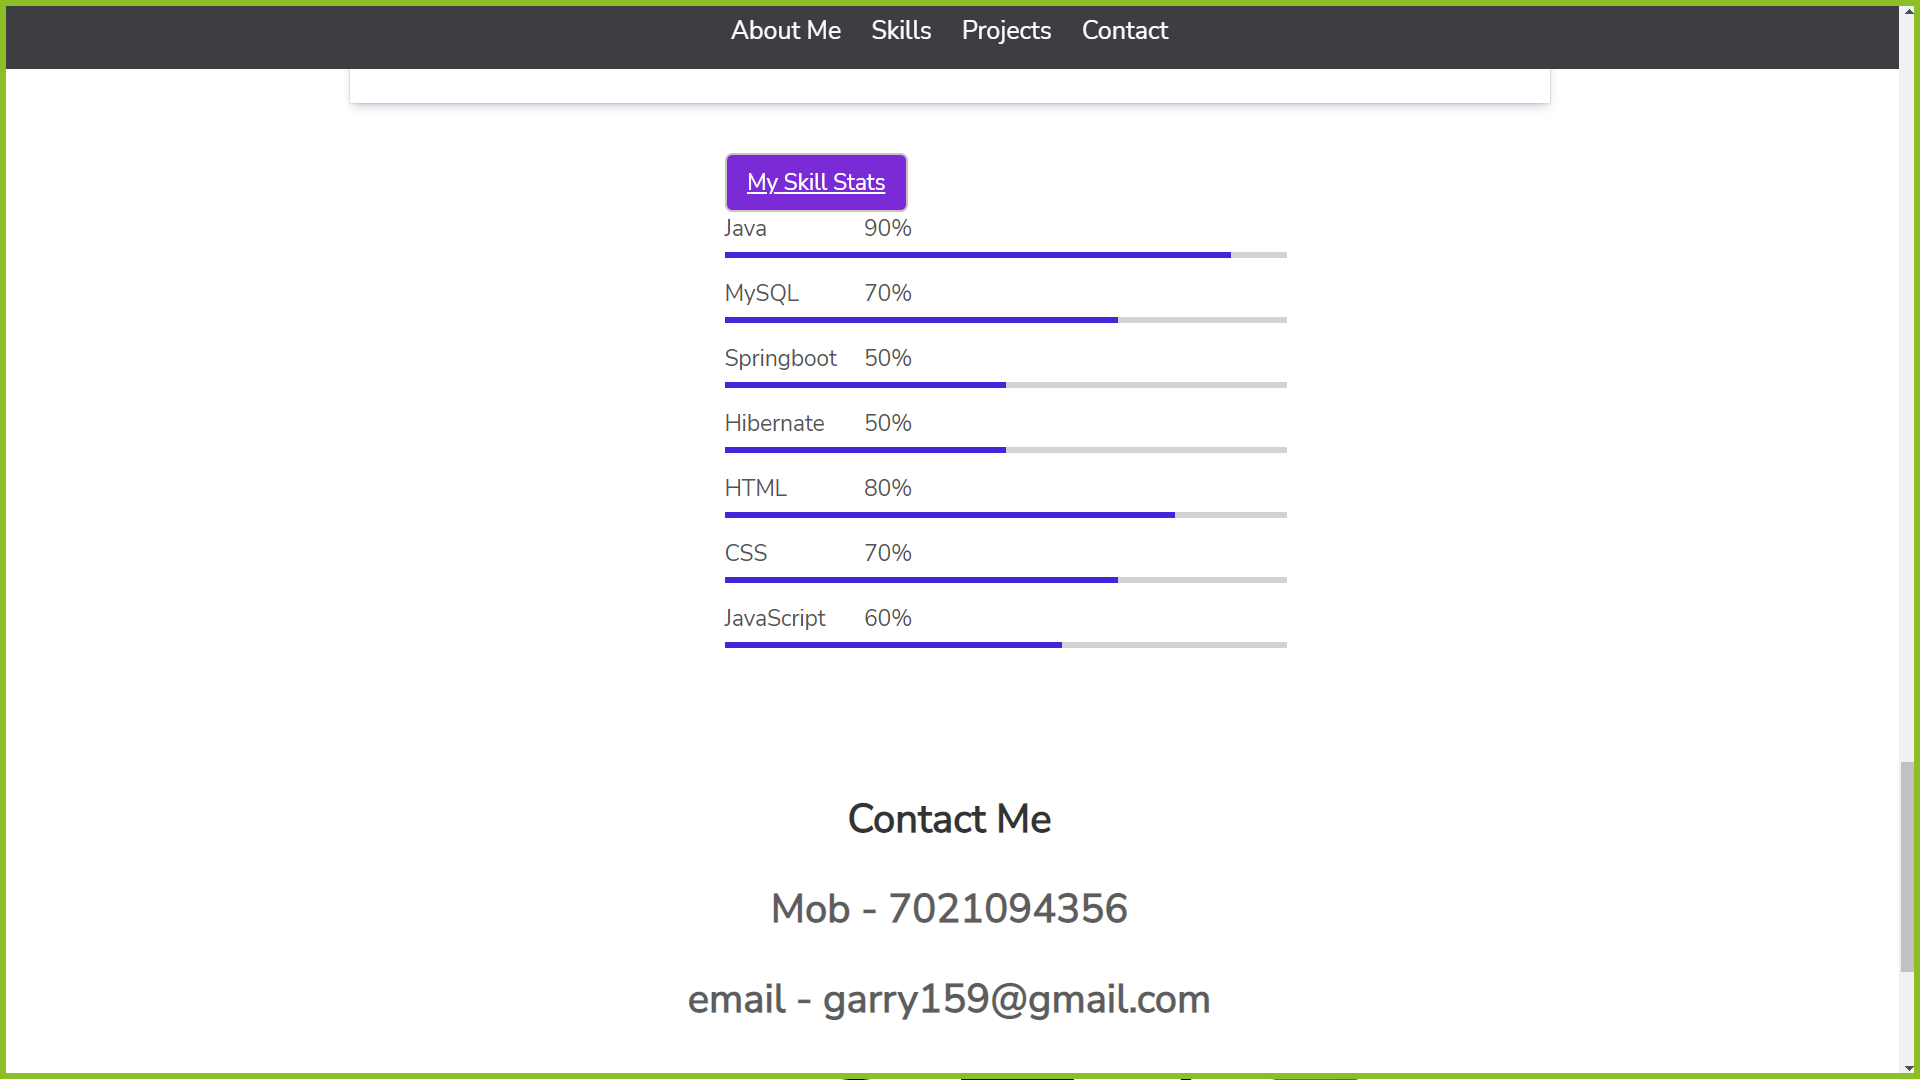 About Me Skills Projects Contact
My Skill Stats
Java 90%
MySQL 70%
Springboot 50%
Hibernate 50%
HTML 80%
CSS 70%
JavaScript 60%
Contact Me
Mob - 7021094356
email - garry159@gmail.com